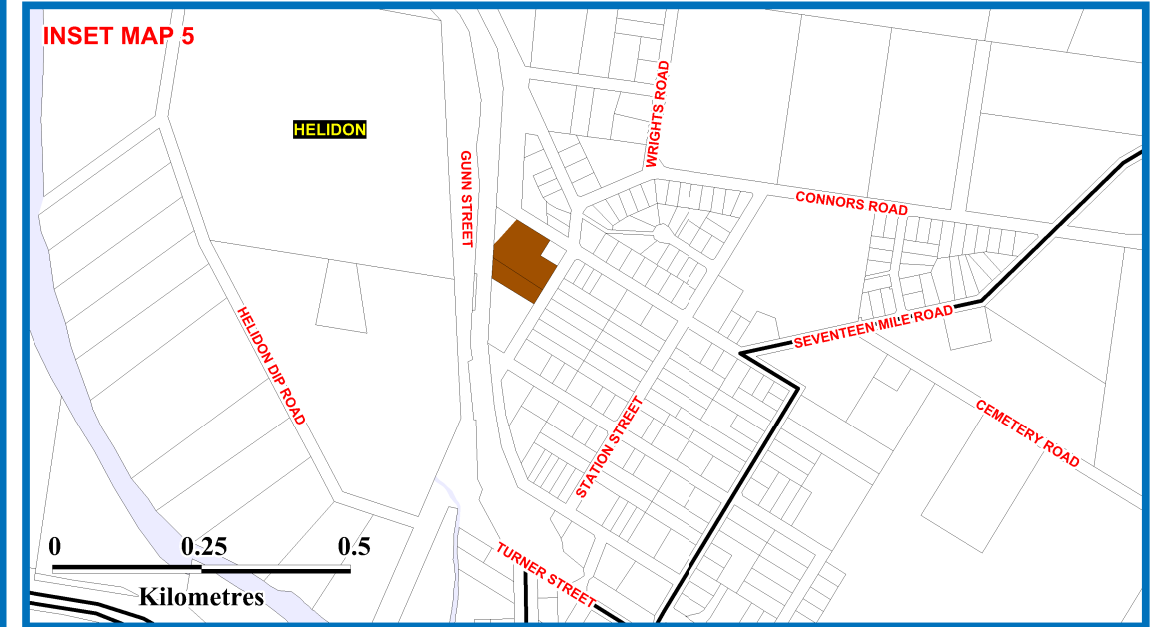 INSET MAP 5
HELIDON
WRIGHTS ROAD
GUNN STREET
CONNORS ROAD
SEVENTEEN MILE ROAD
HELIDON DIP ROAD
CEMETERY ROAD
STATION STREET
TURNER STREET
0 0.25 0.5
Kilometres